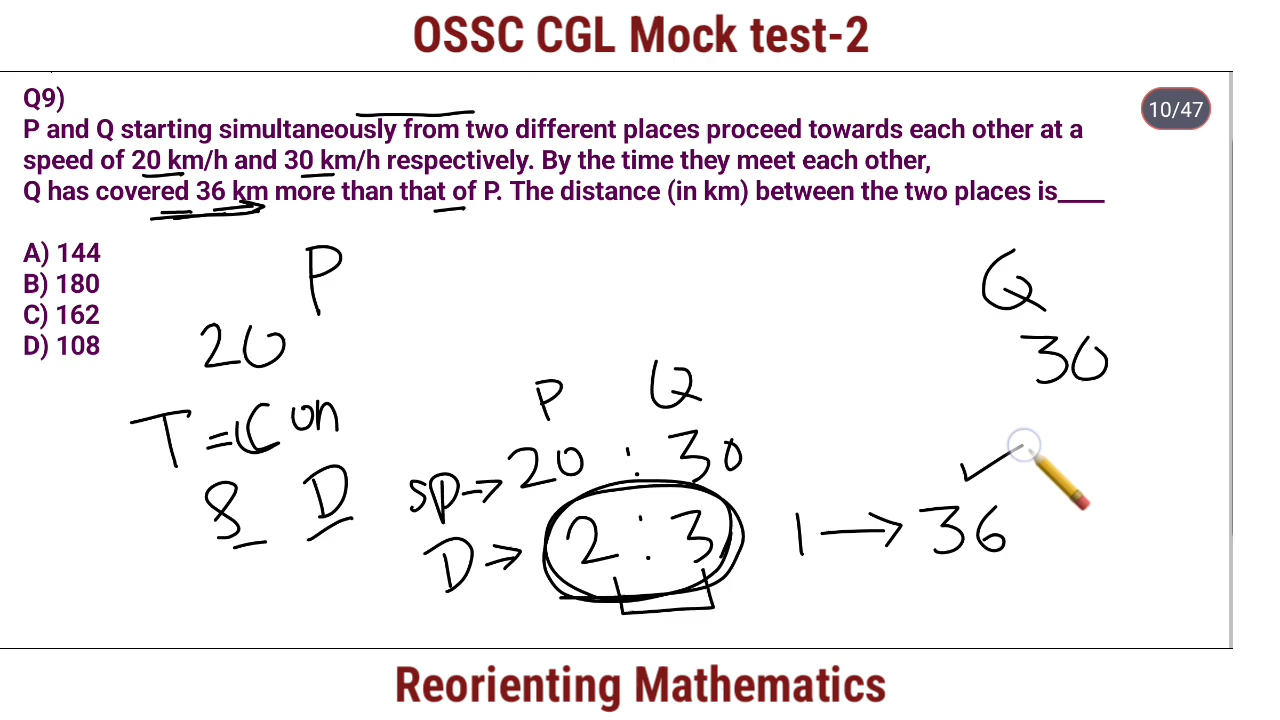 OSSC CGL Mock test-2
10/47
Q9)
P and Q starting simultaneously from two different places proceed towards each other at a
speed of 20 km/h and 30 km/h respectively. By the time they meet each other,
Q has covered 36 km more than that of P. The distance (in km) between the two places is____
A) 144
B) 180
C) 162
D) 108
P
Q
20
30
T = Con
S D
P Q
SP→ 20 : 30
D→ 2 : 3
1 → 36
Reorienting Mathematics